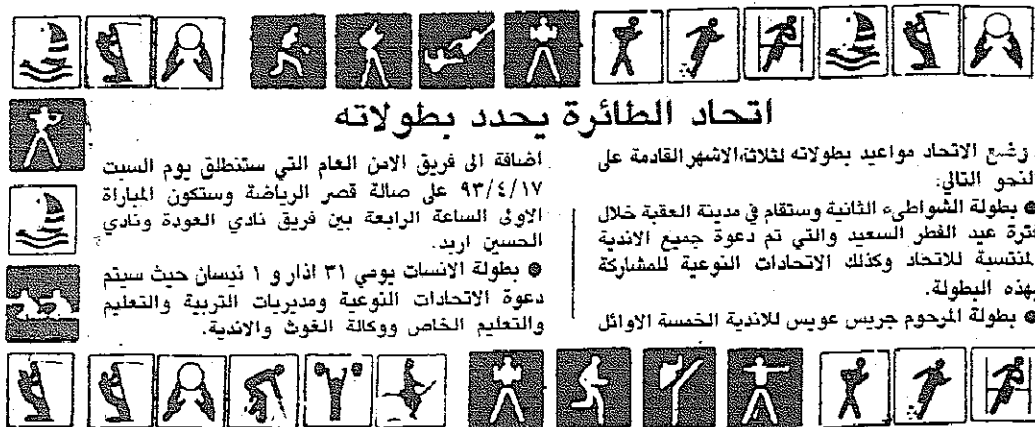 اتحاد الطائرة يحدد بطولاته
وضع الاتحاد مواعيد بطولاته لثلاثة الاشهر القادمة على
النحو التالي:
● بطولة الشواطىء الثانية وستقام في مدينة العقبة خلال
فترة عيد الفطر السعيد والتي تم دعوة جميع الاندية
المنتسبة للاتحاد وكذلك الاتحادات النوعية للمشاركة
بهذه البطولة.
● بطولة المرحوم جريس عويس للاندية الخمسة الاوائل
اضافة الى فريق الامن العام التي ستنطلق يوم السبت
٩٣/٤/١٧ على صالة قصر الرياضة وستكون المباراة
الاولى الساعة الرابعة بين فريق نادي العودة ونادي
الحسين اربد.
● بطولة الانسات يومي ٣١ اذار و ١ نيسان حيث سيتم
دعوة الاتحادات النوعية ومديريات التربية والتعليم
والتعليم الخاص ووكالة الغوث والاندية.